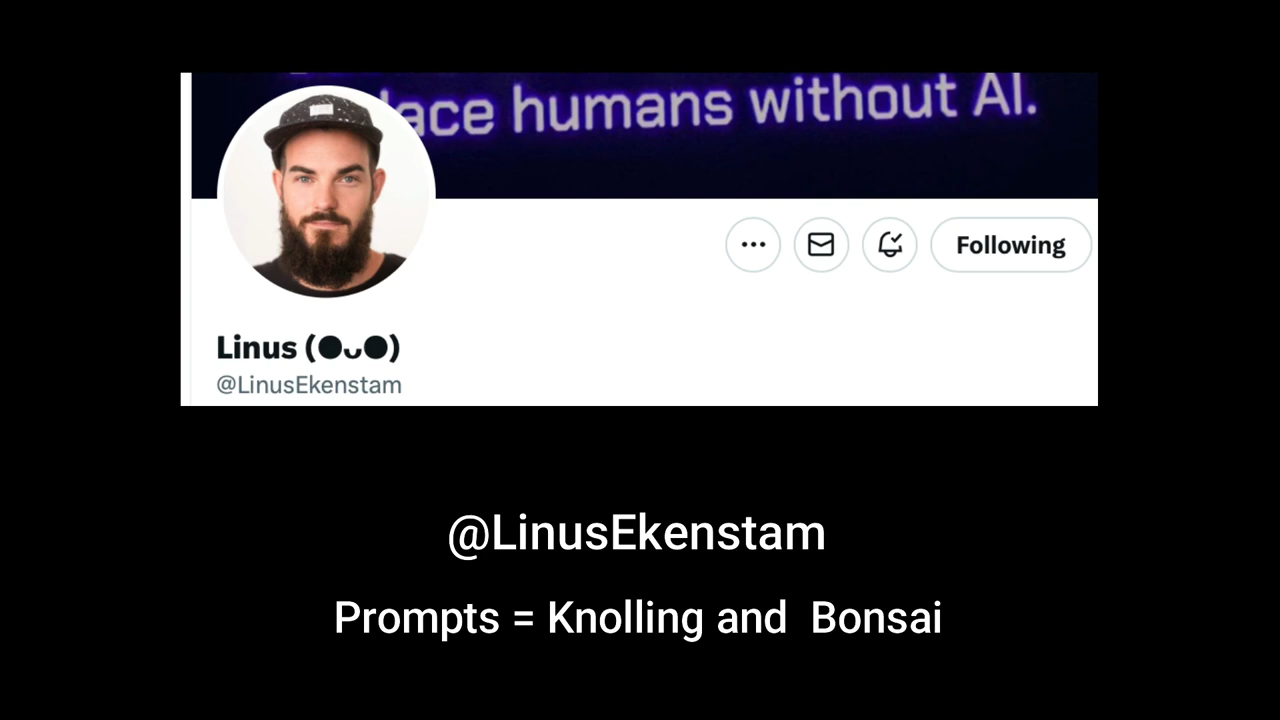 humans without AI.
Following
Linus (●ᴗ●)
@LinusEkenstam
@LinusEkenstam
Prompts = Knolling and  Bonsai